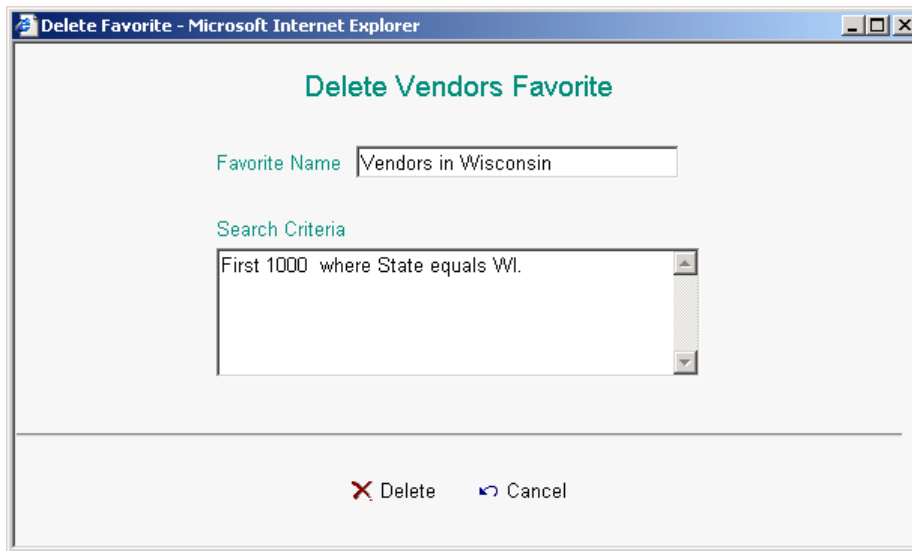 Delete Favorite - Microsoft Internet Explorer
Delete Vendors Favorite
Favorite Name Vendors in Wisconsin
Search Criteria
First 1000  where State equals WI.
Delete Cancel